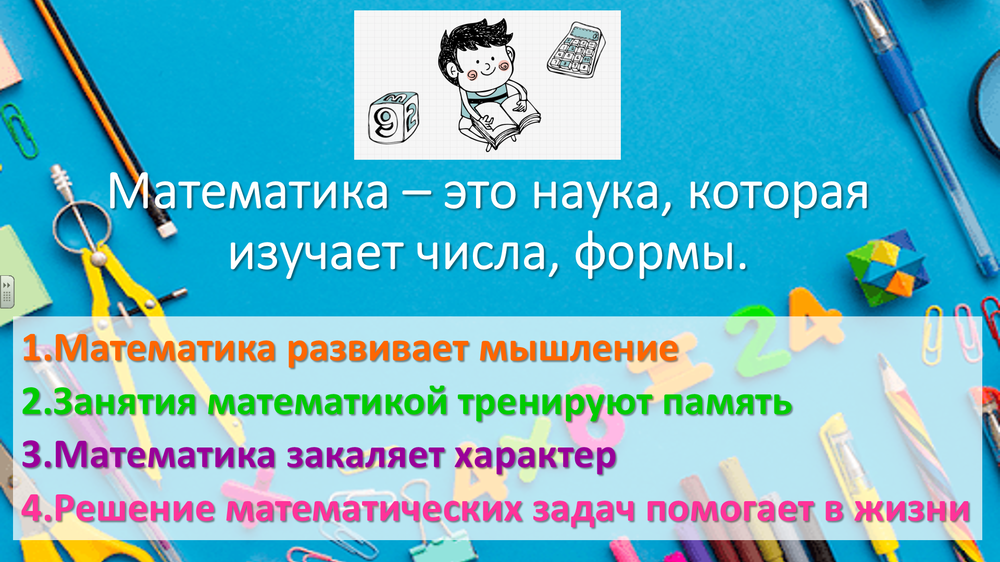 Математика – это наука, которая
изучает числа, формы.
1.Математика развивает мышление
2.Занятия математикой тренируют память
3.Математика закаляет характер
4.Решение математических задач помогает в жизни